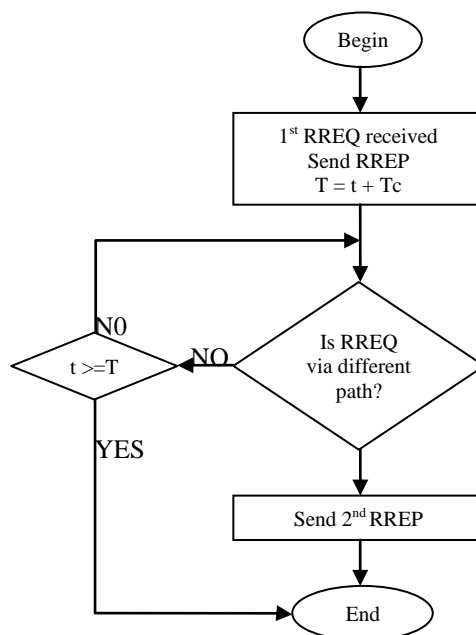 Begin
1st RREQ received
Send RREP
T = t + Tc
N0
NO
Is RREQ
via different
path?
t >=T
YES
Send 2nd RREP
End